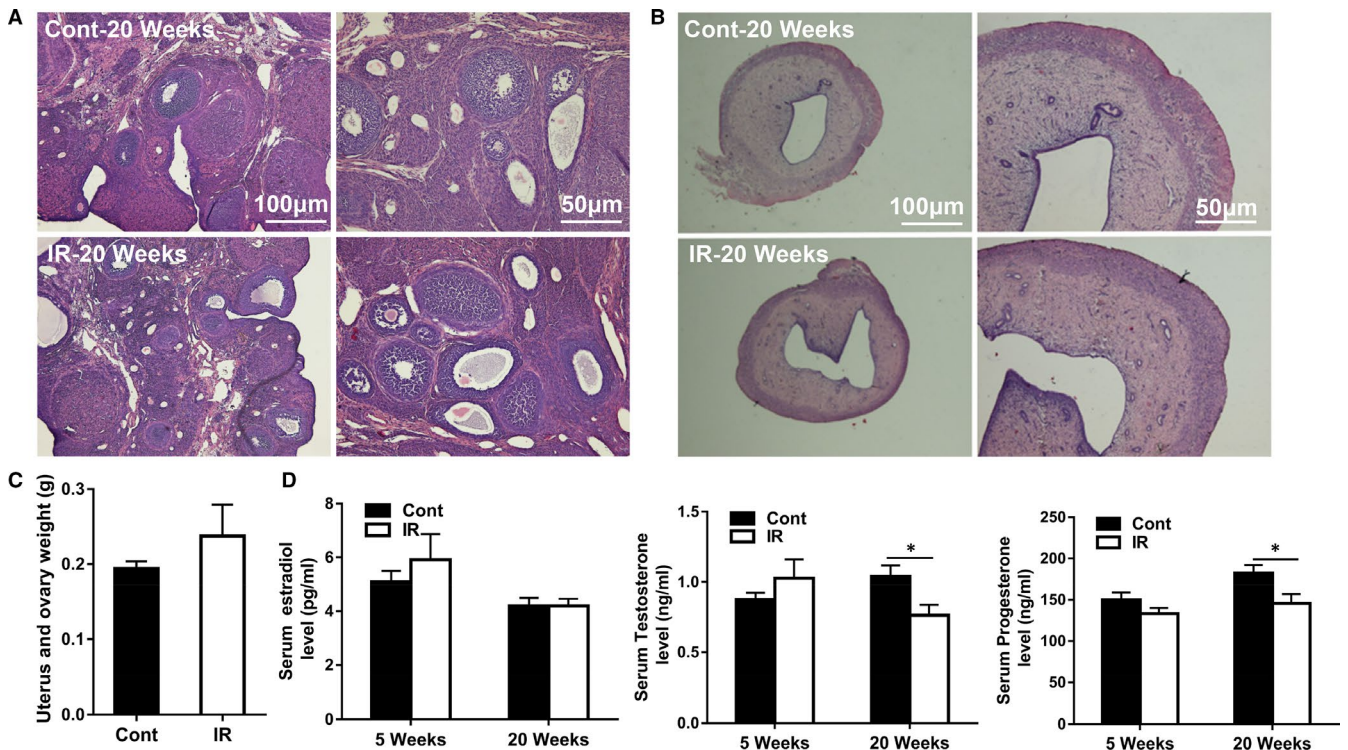 A
Cont-20 Weeks
100μm
50μm
IR-20 Weeks
B
Cont-20 Weeks
100μm
50μm
IR-20 Weeks
C
Uterus and ovary weight (g)
0.3
0.2
0.1
0.0
Cont
IR
D
Serum estradiol
level (pg/ml)
8
6
4
2
0
Cont
IR
5 Weeks
20 Weeks
Serum Testosterone
level (ng/ml)
1.5
1.0
0.5
0.0
Cont
IR
*
5 Weeks
20 Weeks
Serum Progesterone
level (ng/ml)
250
200
150
100
50
0
Cont
IR
*
5 Weeks
20 Weeks